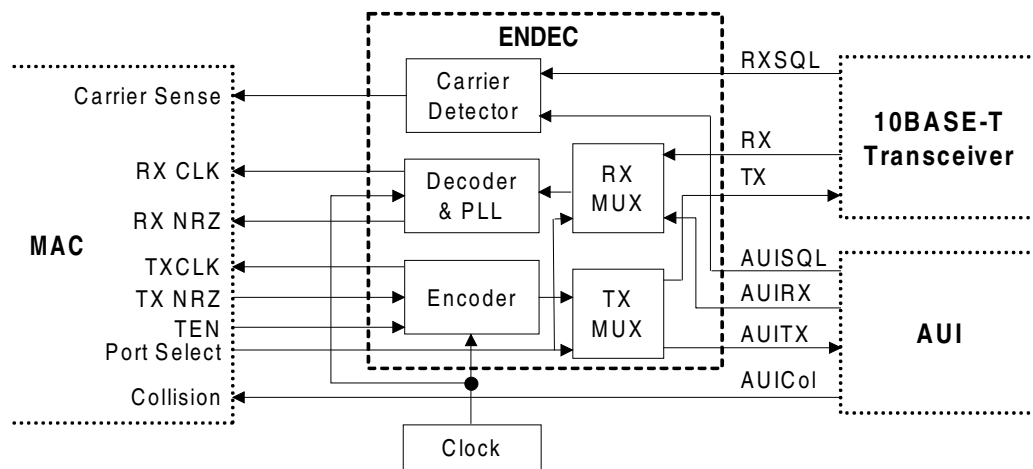 ENDEC
RXSQL
Carrier Sense
Carrier
Detector
10BASE-T
Transceiver
RX
TX
RX CLK
Decoder
& PLL
RX
MUX
RX NRZ
MAC
TXCLK
AUISQL
TX NRZ
Encoder
TX
MUX
AUIRX
TEN
AUI
Port Select
AUITX
AUICol
Collision
Clock